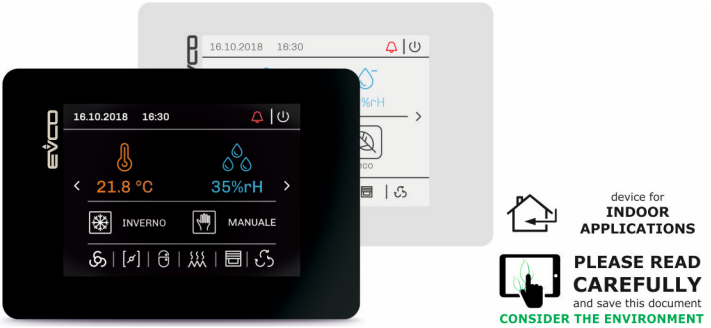 EVCO
16.10.2018 16:30
%rH
eco
EVCO
16.10.2018 16:30
21.8 °C 35%rH
INVERNO MANUALE
device for
INDOOR
APPLICATIONS
PLEASE READ
CAREFULLY
and save this document
CONSIDER THE ENVIRONMENT